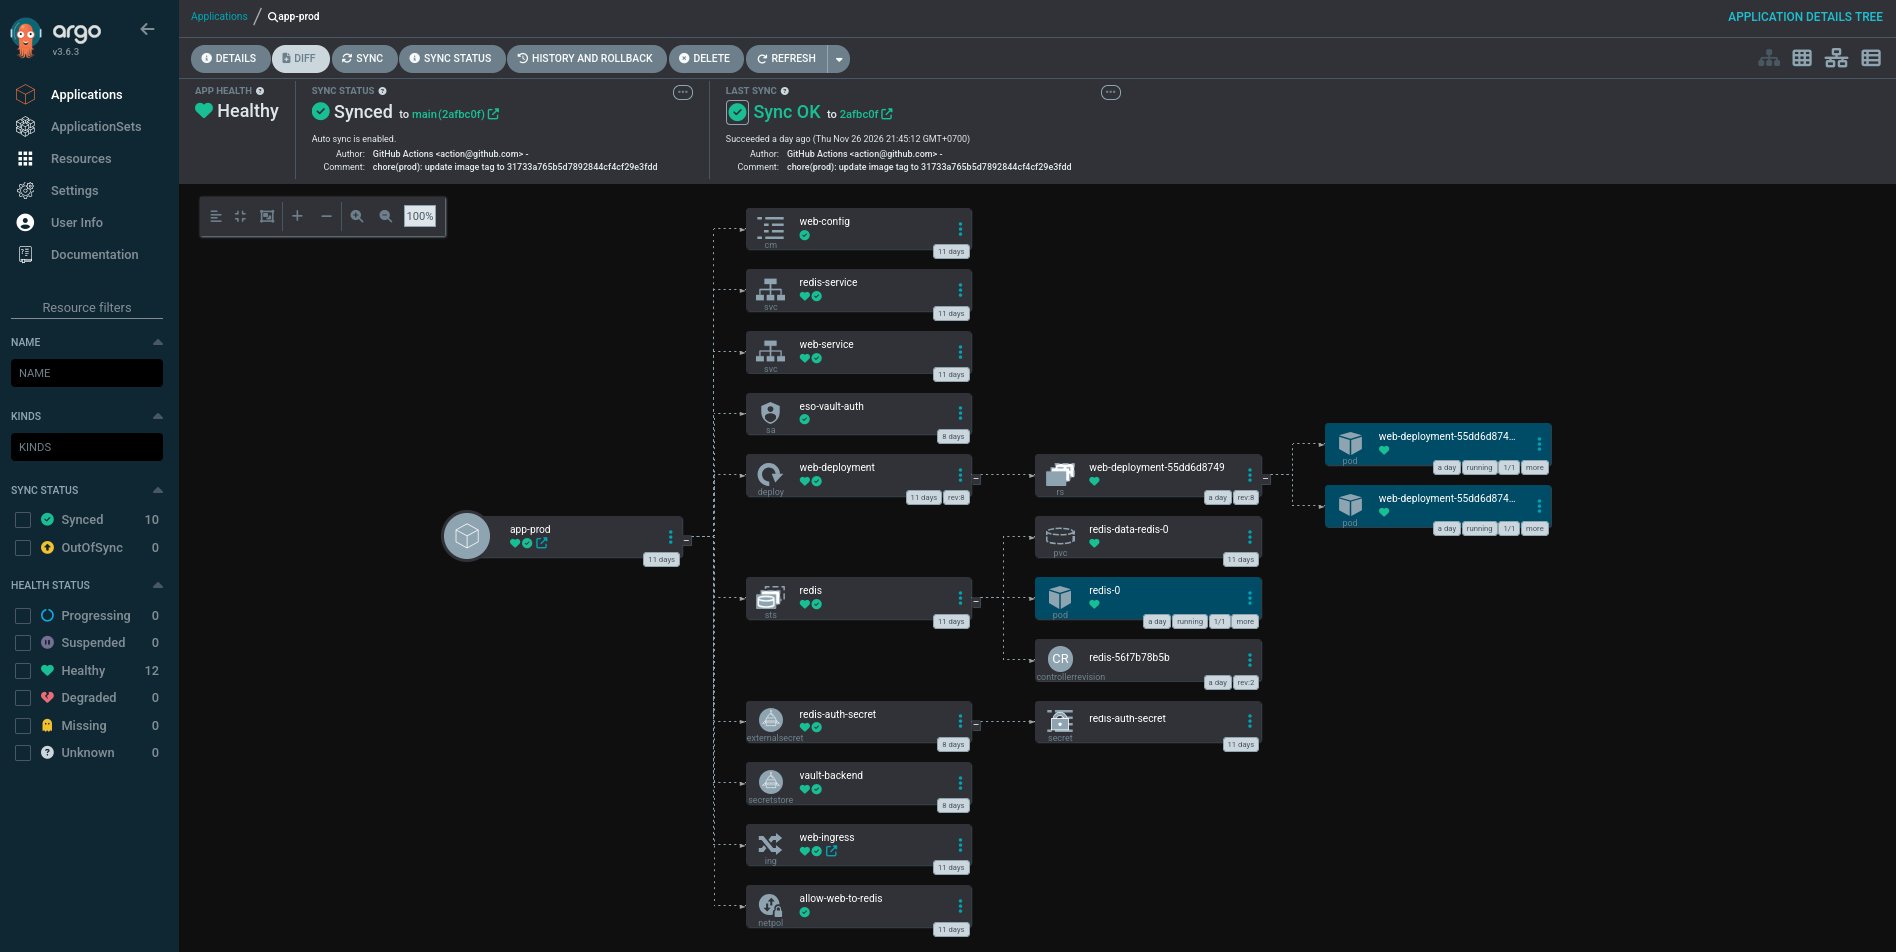 argo
v3.6.3
Applications
ApplicationSets
Resources
Settings
User Info
Documentation
Resource filters
NAME
NAME
KINDS
KINDS
SYNC STATUS
Synced 10
OutOfSync 0
HEALTH STATUS
Progressing 0
Suspended 0
Healthy 12
Degraded 0
Missing 0
Unknown 0
Applications / app-prod
APPLICATION DETAILS TREE
DETAILS DIFF SYNC SYNC STATUS HISTORY AND ROLLBACK DELETE REFRESH
APP HEALTH
Healthy
SYNC STATUS
Synced to main (2afbc0f)
Auto sync is enabled.
Author: GitHub Actions <action@github.com> -
Comment: chore(prod): update image tag to 31733a765b5d7892844cf4cf29e3fdd
LAST SYNC
Sync OK to 2afbc0f
Succeeded a day ago (Thu Nov 26 2026 21:45:12 GMT+0700)
Author: GitHub Actions <action@github.com> -
Comment: chore(prod): update image tag to 31733a765b5d7892844cf4cf29e3fdd
100%
app-prod
11 days
web-config
cm
11 days
redis-service
svc
11 days
web-service
svc
11 days
eso-vault-auth
sa
8 days
web-deployment
deploy
11 days rev:8
redis
sts
11 days
redis-auth-secret
externalsecret
8 days
vault-backend
secretstore
8 days
web-ingress
ing
11 days
allow-web-to-redis
netpol
11 days
web-deployment-55dd6d8749
rs
a day rev:8
redis-data-redis-0
pvc
11 days
redis-0
pod
a day running 1/1 more
CR
redis-56f7b78b5b
controllerrevision
a day rev:2
redis-auth-secret
secret
11 days
web-deployment-55dd6d874...
pod
a day running 1/1 more
web-deployment-55dd6d874...
pod
a day running 1/1 more